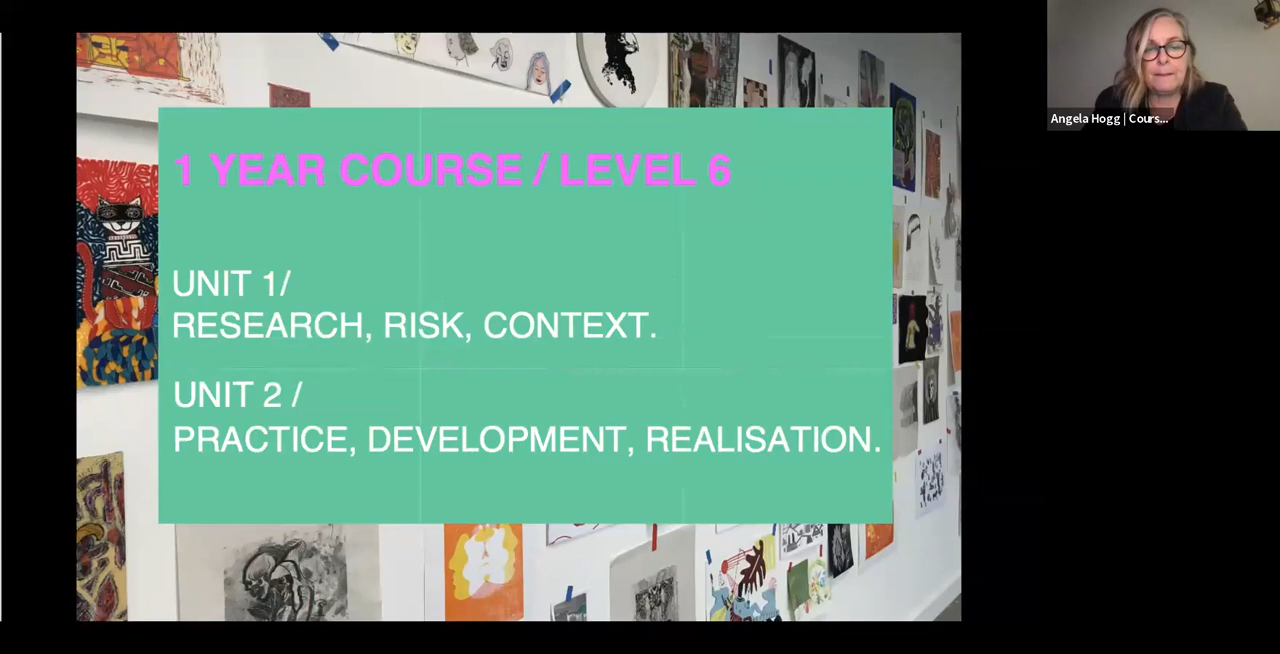 1 YEAR COURSE / LEVEL 6
UNIT 1/
RESEARCH, RISK, CONTEXT.
UNIT 2 /
PRACTICE, DEVELOPMENT, REALISATION.
Angela Hogg | Cours...